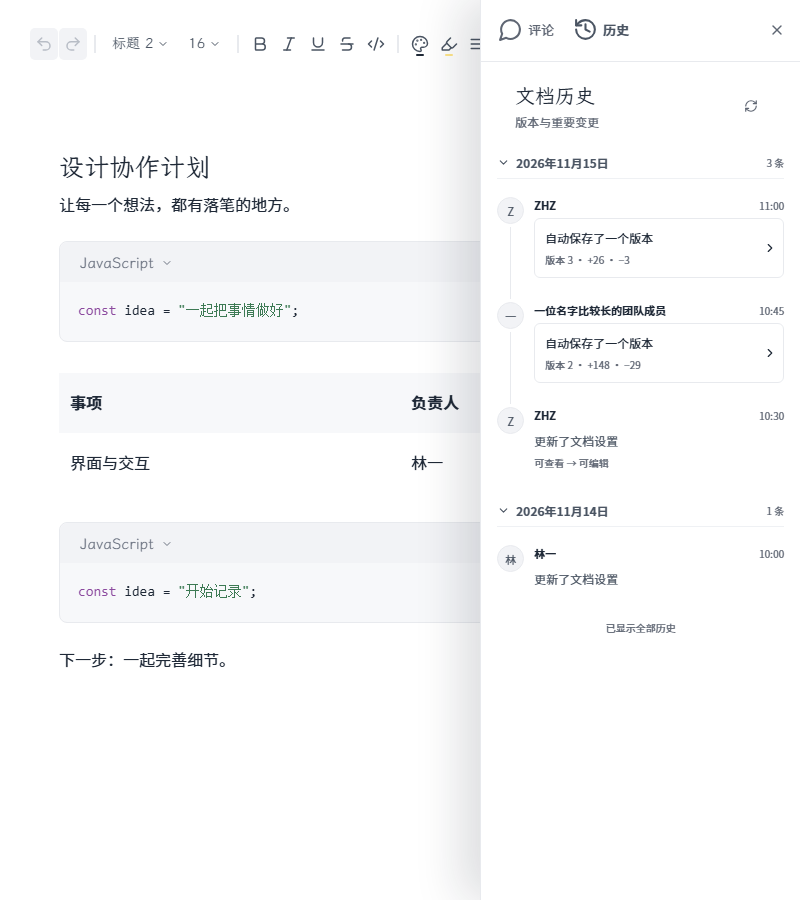 标题 2
16
设计协作计划
让每一个想法，都有落笔的地方。
JavaScript
const idea = "一起把事情做好";
事项 负责人
界面与交互 林一
JavaScript
const idea = "开始记录";
下一步：一起完善细节。
评论 历史
文档历史
版本与重要变更
2026年11月15日 3 条
Z ZHZ 11:00
自动保存了一个版本
版本 3 · +26 · −3
一 一位名字比较长的团队成员 10:45
自动保存了一个版本
版本 2 · +148 · −29
Z ZHZ 10:30
更新了文档设置
可查看 → 可编辑
2026年11月14日 1 条
林 林一 10:00
更新了文档设置
已显示全部历史